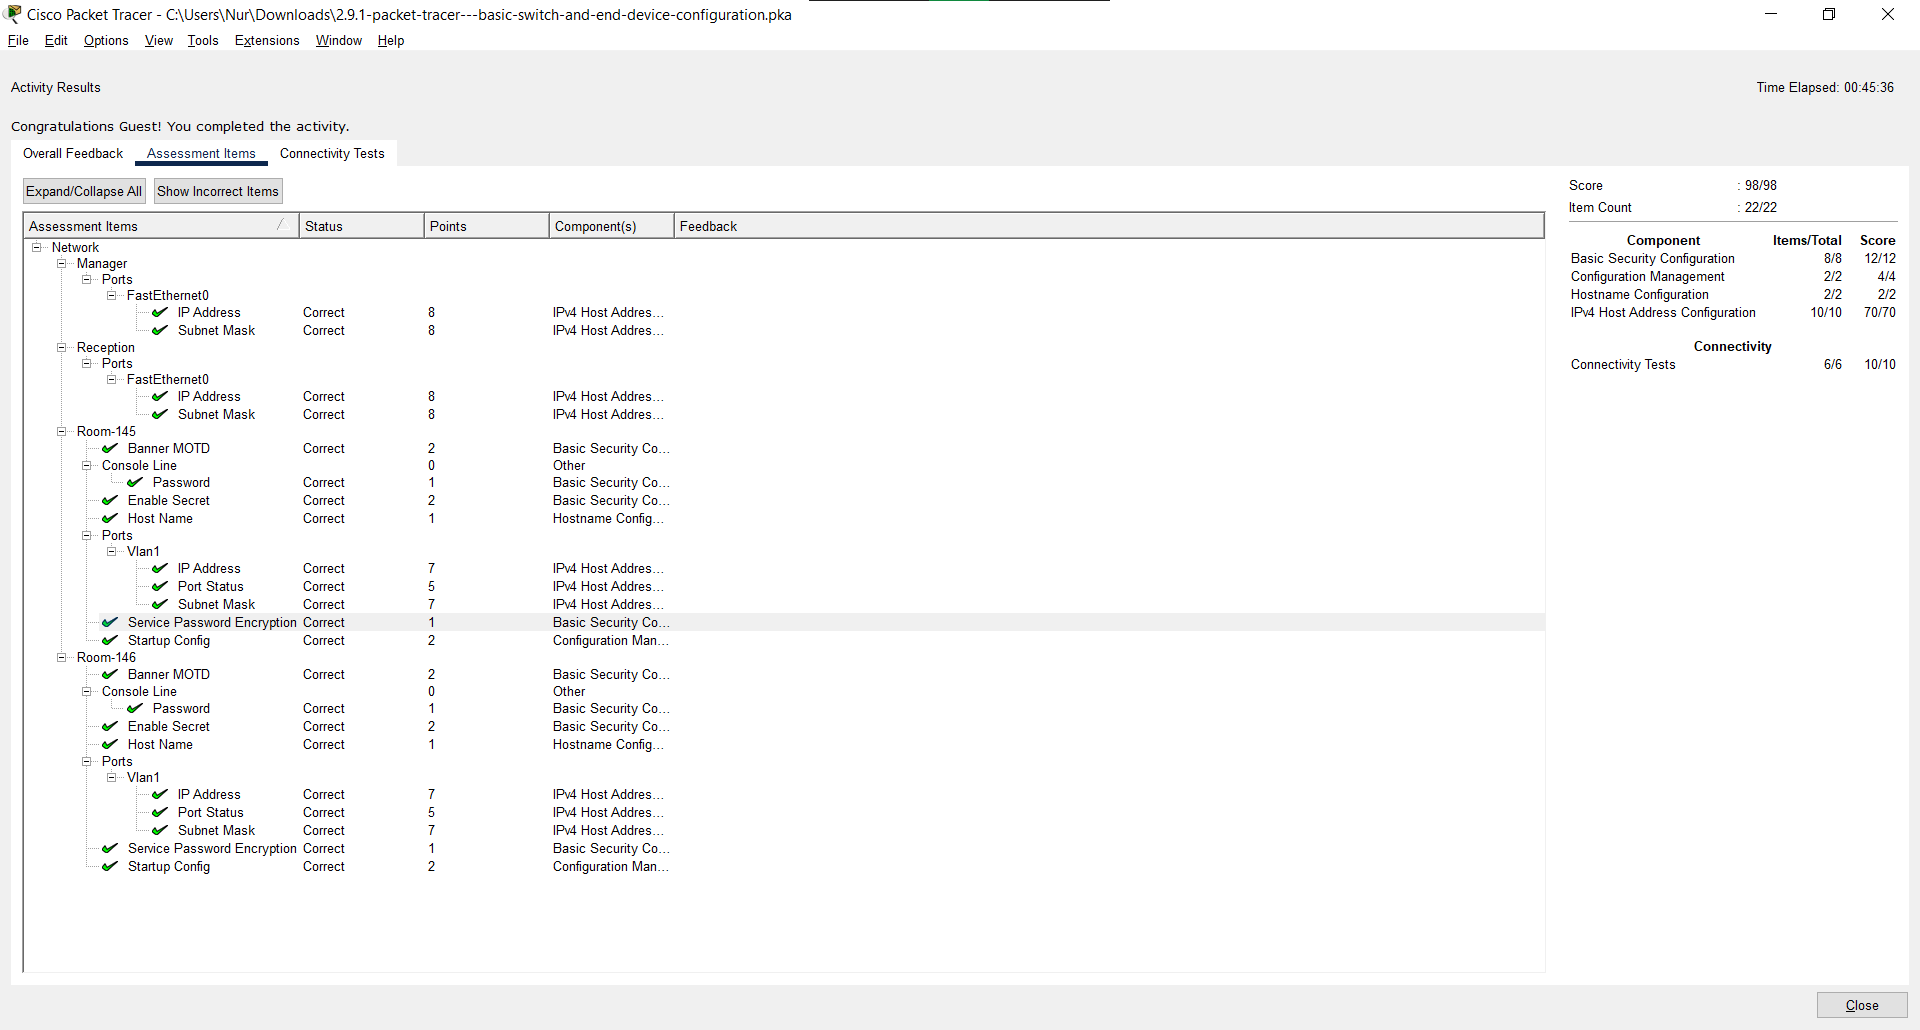 Cisco Packet Tracer - C:\Users\Nur\Downloads\2.9.1-packet-tracer---basic-switch-and-end-device-configuration.pka
File Edit Options View Tools Extensions Window Help
Activity Results
Time Elapsed: 00:45:36
Congratulations Guest! You completed the activity.
Overall Feedback Assessment Items Connectivity Tests
Expand/Collapse All Show Incorrect Items
Assessment Items Status Points Component(s) Feedback
Network
Manager
Ports
FastEthernet0
IP Address Correct 8 IPv4 Host Addres...
Subnet Mask Correct 8 IPv4 Host Addres...
Reception
Ports
FastEthernet0
IP Address Correct 8 IPv4 Host Addres...
Subnet Mask Correct 8 IPv4 Host Addres...
Room-145
Banner MOTD Correct 2 Basic Security Co...
Console Line 0 Other
Password Correct 1 Basic Security Co...
Enable Secret Correct 2 Basic Security Co...
Host Name Correct 1 Hostname Config...
Ports
Vlan1
IP Address Correct 7 IPv4 Host Addres...
Port Status Correct 5 IPv4 Host Addres...
Subnet Mask Correct 7 IPv4 Host Addres...
Service Password Encryption Correct 1 Basic Security Co...
Startup Config Correct 2 Configuration Man...
Room-146
Banner MOTD Correct 2 Basic Security Co...
Console Line 0 Other
Password Correct 1 Basic Security Co...
Enable Secret Correct 2 Basic Security Co...
Host Name Correct 1 Hostname Config...
Ports
Vlan1
IP Address Correct 7 IPv4 Host Addres...
Port Status Correct 5 IPv4 Host Addres...
Subnet Mask Correct 7 IPv4 Host Addres...
Service Password Encryption Correct 1 Basic Security Co...
Startup Config Correct 2 Configuration Man...
Score : 98/98
Item Count : 22/22
Component Items/Total Score
Basic Security Configuration 8/8 12/12
Configuration Management 2/2 4/4
Hostname Configuration 2/2 2/2
IPv4 Host Address Configuration 10/10 70/70
Connectivity
Connectivity Tests 6/6 10/10
Close